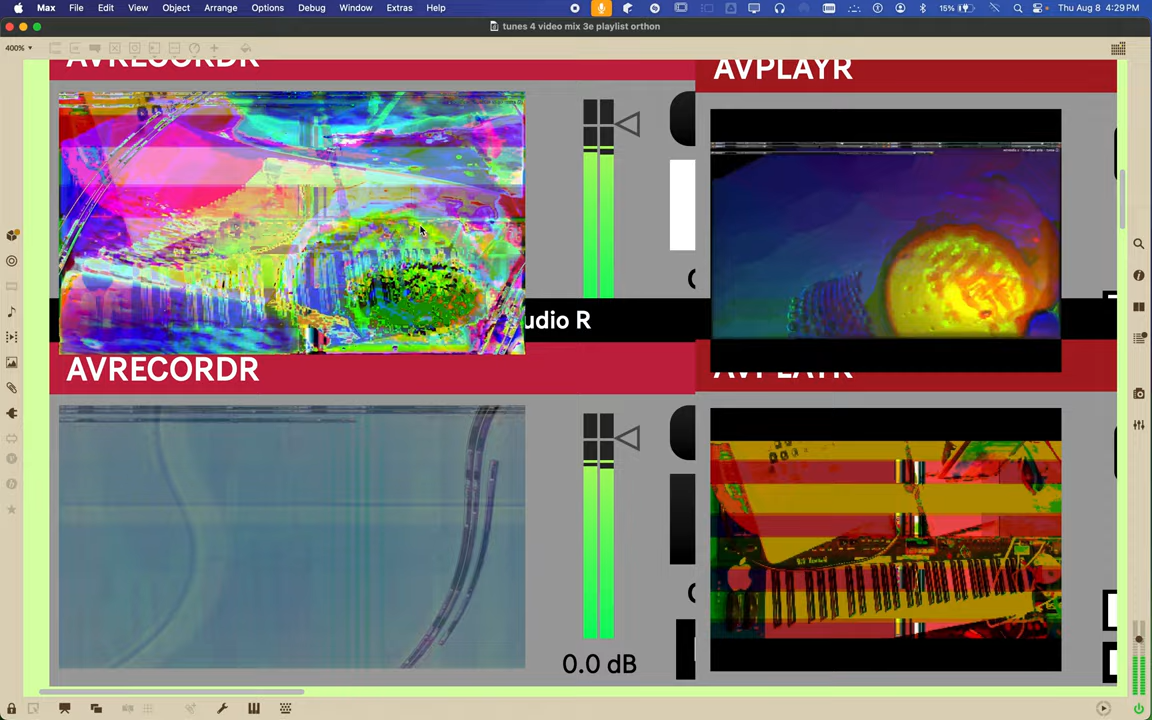 Max File Edit View Object Arrange Options Debug Window Extras Help 15% Thu Aug 8 4:29 PM
tunes 4 video mix 3e playlist orthon
400%
AVRECORDR AVPLAYR
udio R
AVRECORDR AVPLAYR
0.0 dB